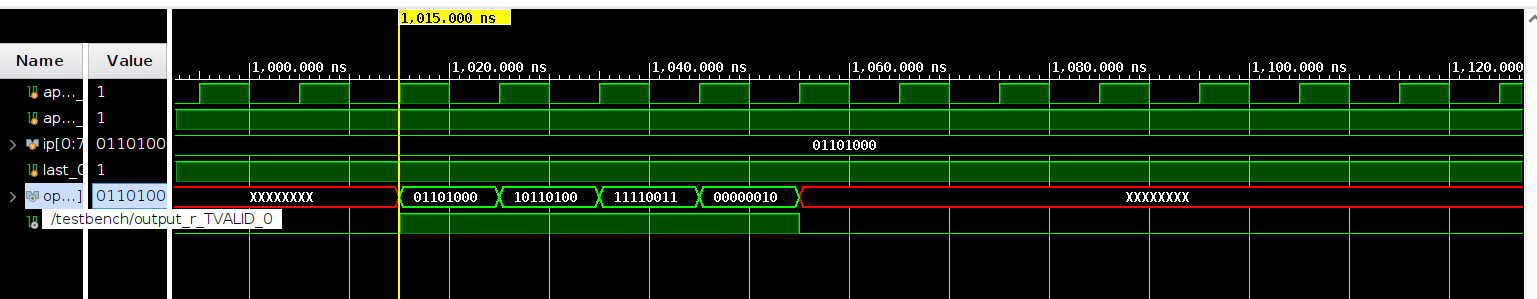 1,015.000 ns
Name Value
1,000.000 ns 1,020.000 ns 1,040.000 ns 1,060.000 ns 1,080.000 ns 1,100.000 ns 1,120.000
ap..._ 1
ap..._ 1
ip[0:7 0110100 01101000
last_0 1
op...] 0110100 XXXXXXXX 01101000 10110100 11110011 00000010 XXXXXXXX
/testbench/output_r_TVALID_0